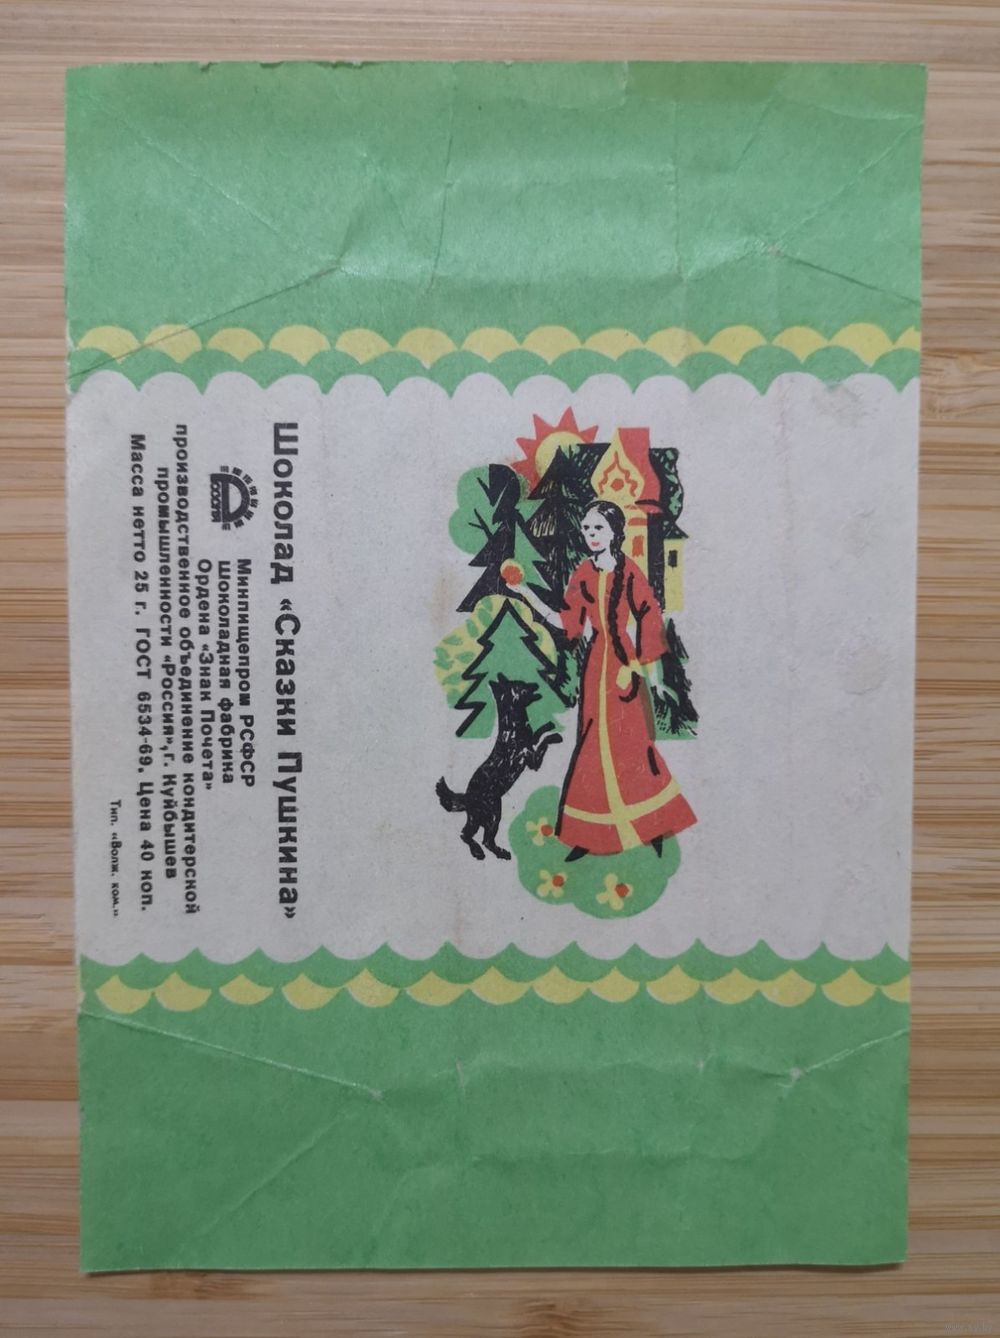 Шоколад «Сказки Пушкина»
Минпищепром РСФСР
Шоколадная фабрика
Ордена «Знак Почета»
производственное объединение кондитерской
промышленности «Россия», г. Куйбышев
Масса нетто 25 г. ГОСТ 6534-69. Цена 40 коп.
Тип. «Волж. ком.»